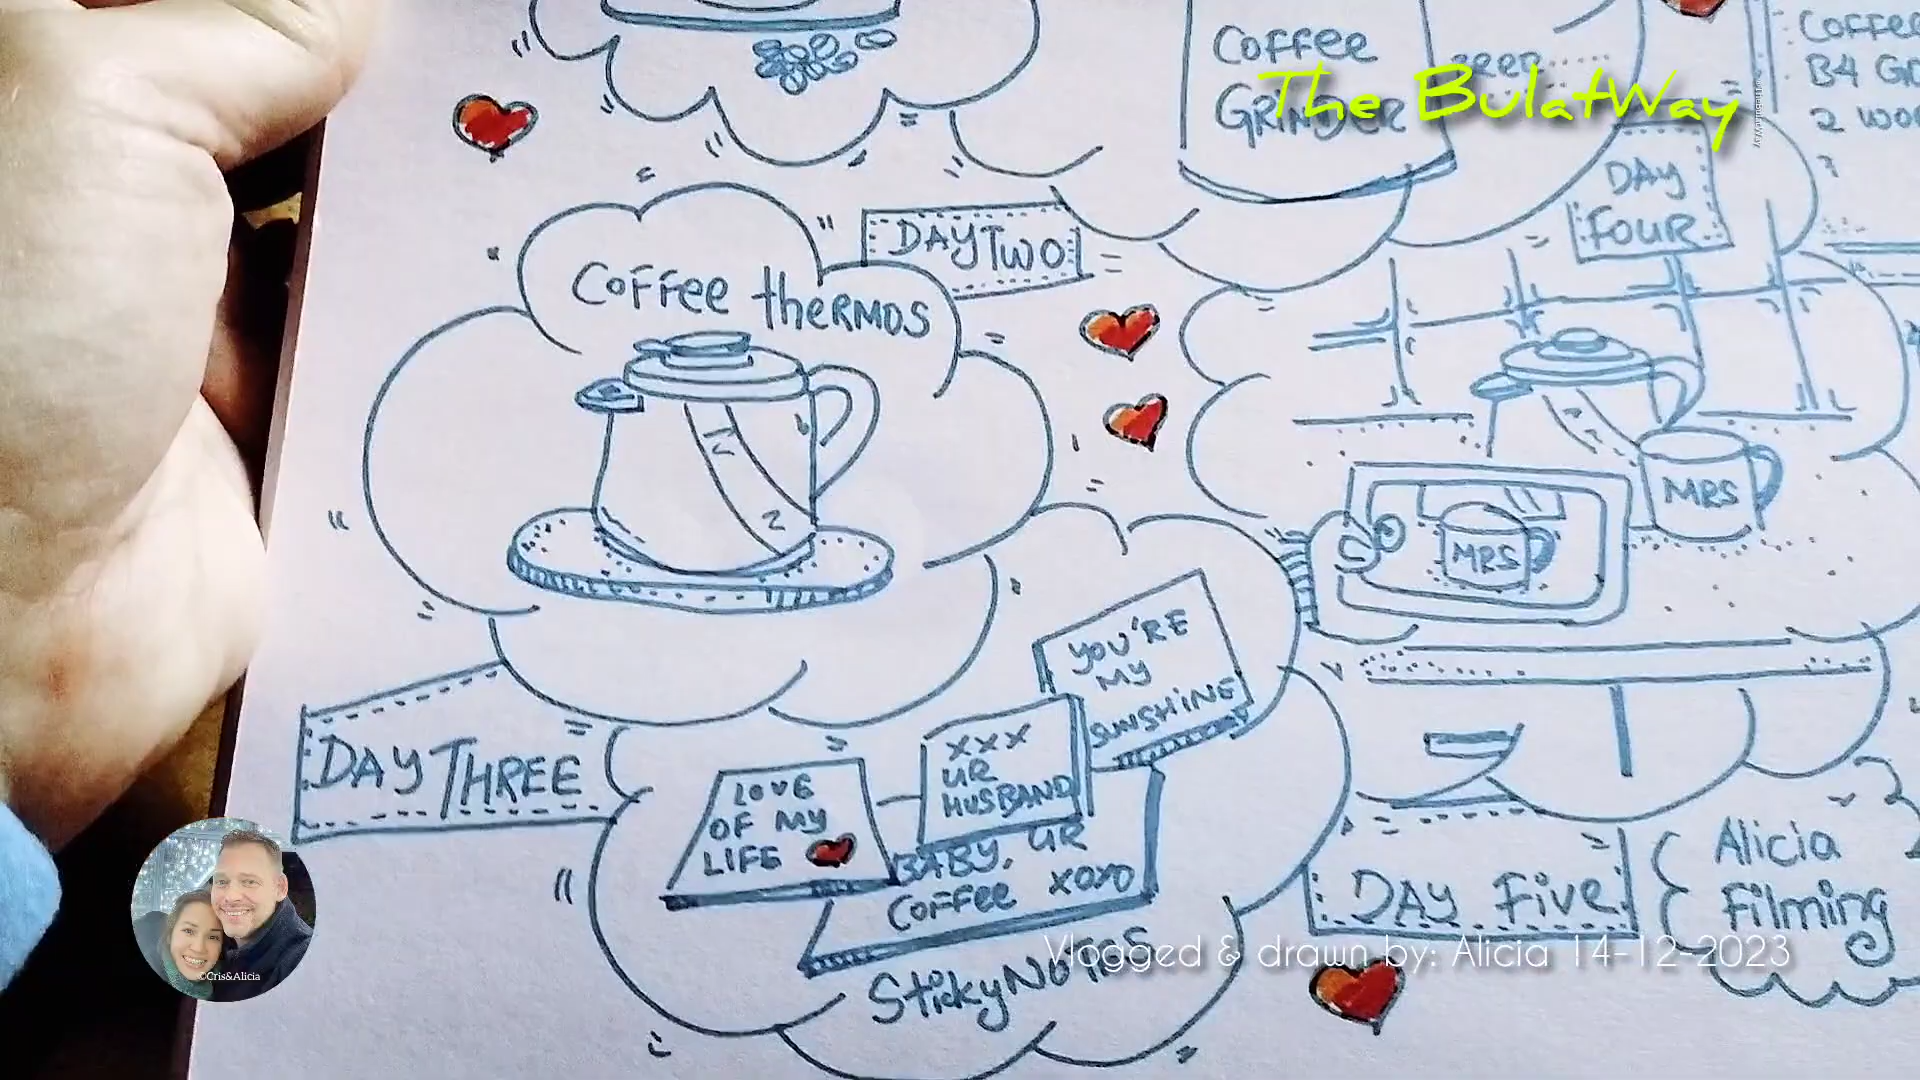 Coffee
GRINDER
COFFEE
B4
2
The BulatWay
DAY
FOUR
DAY TWO
Coffee theRMOS
MRS
MRS
YOU'RE
MY
SUNSHINE
XXX
UR
HUSBAND
LOVE
OF MY
LIFE
BABY, UR
COFFEE XOXO
StickyNotes
DAY THREE
DAY Five
Alicia
Filming
Vlogged & drawn by: Alicia 14-12-2023
©Cris&Alicia